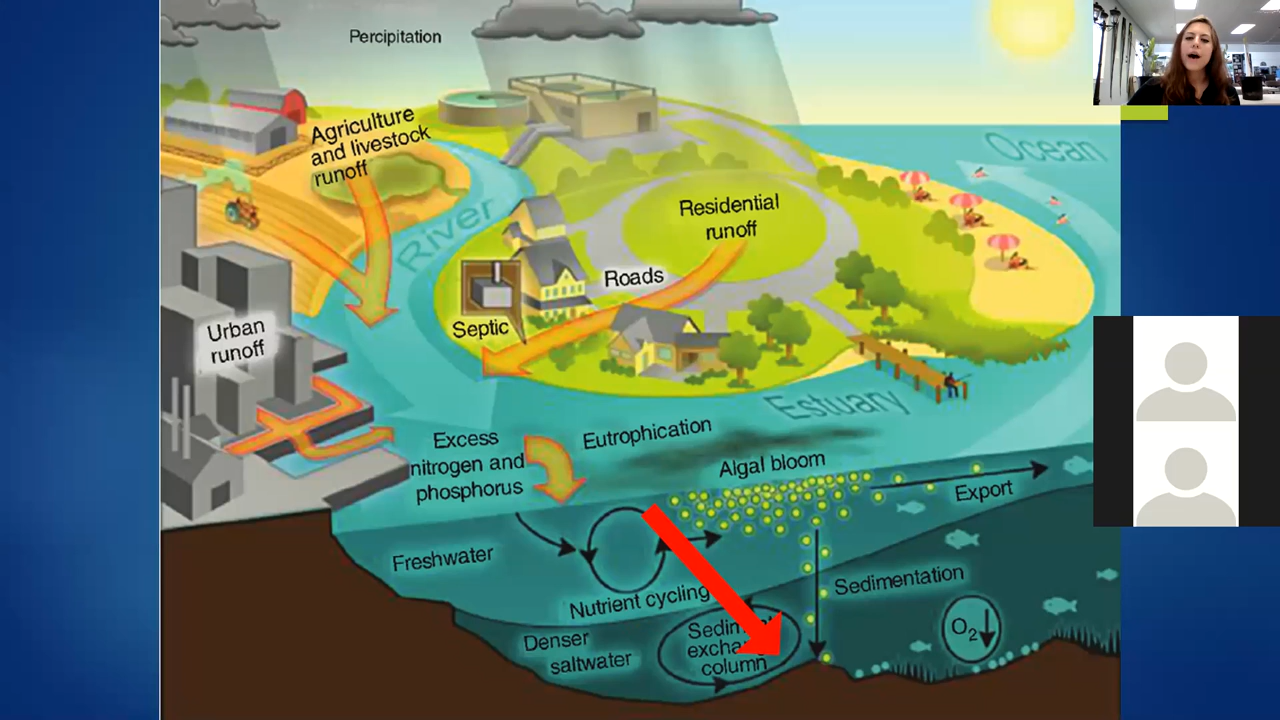 Percipitation
Agriculture
and livestock
runoff
Ocean
River
Residential
runoff
Roads
Septic
Urban
runoff
Estuary
Excess
nitrogen and
phosphorus
Eutrophication
Algal bloom
Export
Freshwater
Nutrient cycling
Sedimentation
Denser
saltwater
column
O2